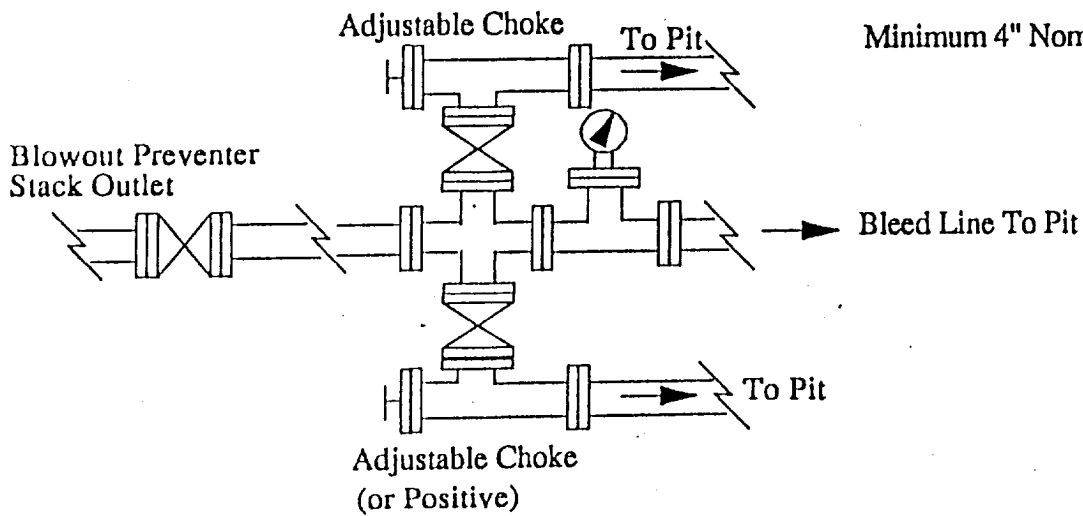 Adjustable Choke
To Pit
Minimum 4" Nom
Blowout Preventer
Stack Outlet
Bleed Line To Pit
To Pit
Adjustable Choke
(or Positive)